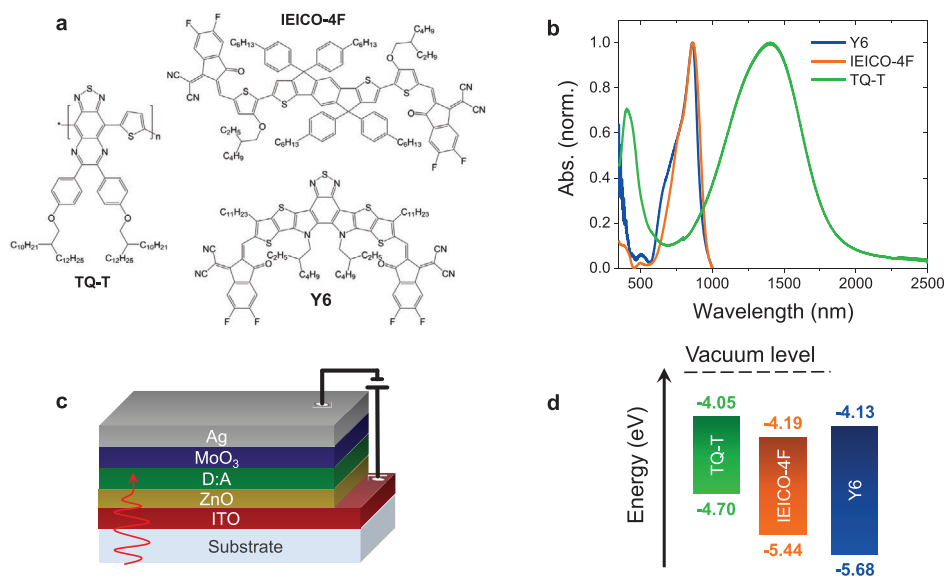 a
IEICO-4F
F
F
O
NC
CN
S
C6H13
C6H13
S
O
C2H5
C4H9
S
S
O
C2H5
C4H9
C6H13
C6H13
S
O
CN
CN
F
F
S
N
N
S
n
N
N
O
O
C10H21
C12H25
C10H21
C12H25
TQ-T
S
N
N
C11H23
S
S
S
S
C11H23
N
N
NC
CN
O
C2H5
C4H9
C2H5
C4H9
O
CN
CN
F
F
F
F
Y6
b
Y6
IEICO-4F
TQ-T
Abs. (norm.)
1.0
0.8
0.6
0.4
0.2
0.0
500
1000
1500
2000
2500
Wavelength (nm)
c
Ag
MoO3
D:A
ZnO
ITO
Substrate
d
Vacuum level
Energy (eV)
-4.05
TQ-T
-4.70
-4.19
IEICO-4F
-5.44
-4.13
Y6
-5.68